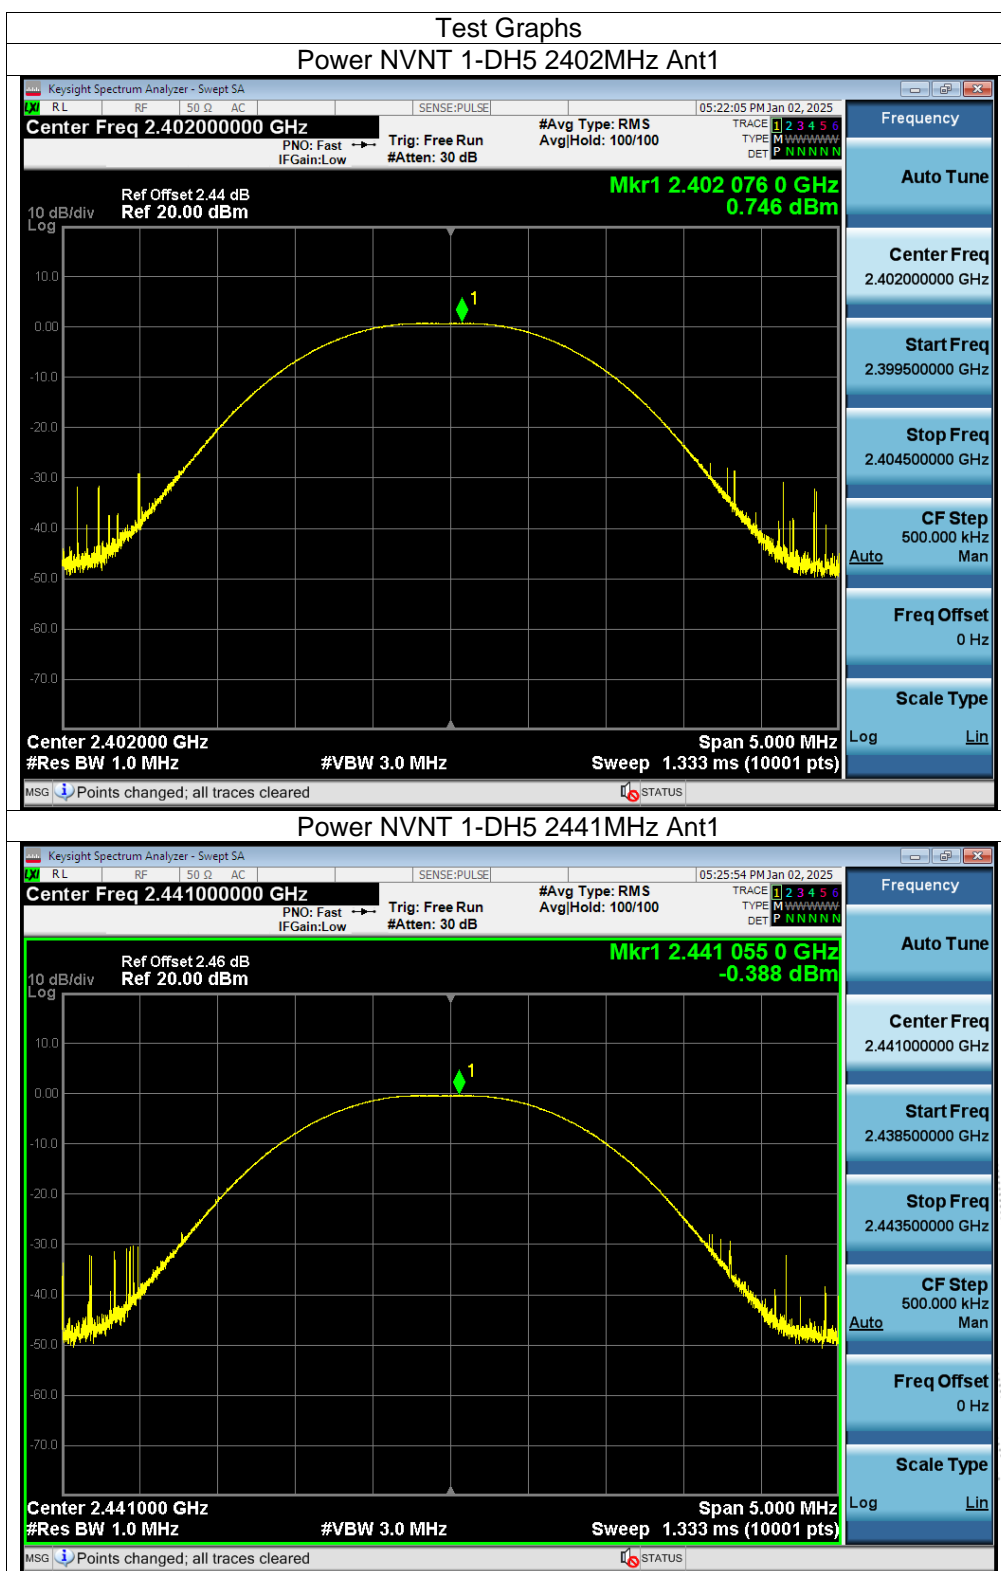 Test Graphs
Power NVNT 1-DH5 2402MHz Ant1
Keysight Spectrum Analyzer - Swept SA
LXI RL RF 50 Ω AC SENSE:PULSE 05:22:05 PM Jan 02, 2025
Center Freq 2.402000000 GHz
PNO: Fast
IFGain:Low
Trig: Free Run
#Atten: 30 dB
#Avg Type: RMS
Avg|Hold: 100/100
TRACE 1 2 3 4 5 6
TYPE M WWWWW
DET P N N N N N
Ref Offset 2.44 dB
10 dB/div Ref 20.00 dBm
Log
Mkr1 2.402 076 0 GHz
0.746 dBm
1
10.0
0.00
-10.0
-20.0
-30.0
-40.0
-50.0
-60.0
-70.0
Center 2.402000 GHz Span 5.000 MHz
#Res BW 1.0 MHz #VBW 3.0 MHz Sweep 1.333 ms (10001 pts)
MSG Points changed; all traces cleared STATUS
Frequency
Auto Tune
Center Freq
2.402000000 GHz
Start Freq
2.399500000 GHz
Stop Freq
2.404500000 GHz
CF Step
500.000 kHz
Auto Man
Freq Offset
0 Hz
Scale Type
Log Lin
Power NVNT 1-DH5 2441MHz Ant1
Keysight Spectrum Analyzer - Swept SA
LXI RL RF 50 Ω AC SENSE:PULSE 05:25:54 PM Jan 02, 2025
Center Freq 2.441000000 GHz
PNO: Fast
IFGain:Low
Trig: Free Run
#Atten: 30 dB
#Avg Type: RMS
Avg|Hold: 100/100
TRACE 1 2 3 4 5 6
TYPE M WWWWW
DET P N N N N N
Ref Offset 2.46 dB
10 dB/div Ref 20.00 dBm
Log
Mkr1 2.441 055 0 GHz
-0.388 dBm
1
10.0
0.00
-10.0
-20.0
-30.0
-40.0
-50.0
-60.0
-70.0
Center 2.441000 GHz Span 5.000 MHz
#Res BW 1.0 MHz #VBW 3.0 MHz Sweep 1.333 ms (10001 pts)
MSG Points changed; all traces cleared STATUS
Frequency
Auto Tune
Center Freq
2.441000000 GHz
Start Freq
2.438500000 GHz
Stop Freq
2.443500000 GHz
CF Step
500.000 kHz
Auto Man
Freq Offset
0 Hz
Scale Type
Log Lin